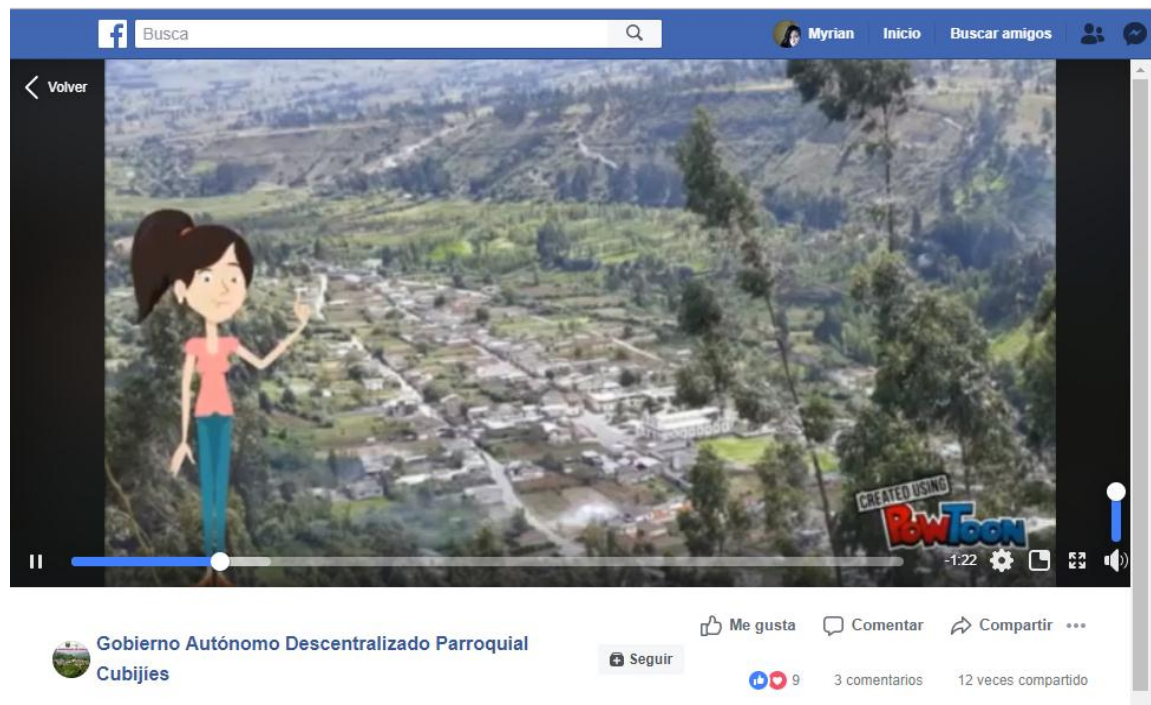 f Busca Myrian Inicio Buscar amigos
Volver
CREATED USING
POWTOON
-1:22
Gobierno Autónomo Descentralizado Parroquial
Cubijíes
Seguir
Me gusta Comentar Compartir
9 3 comentarios 12 veces compartido